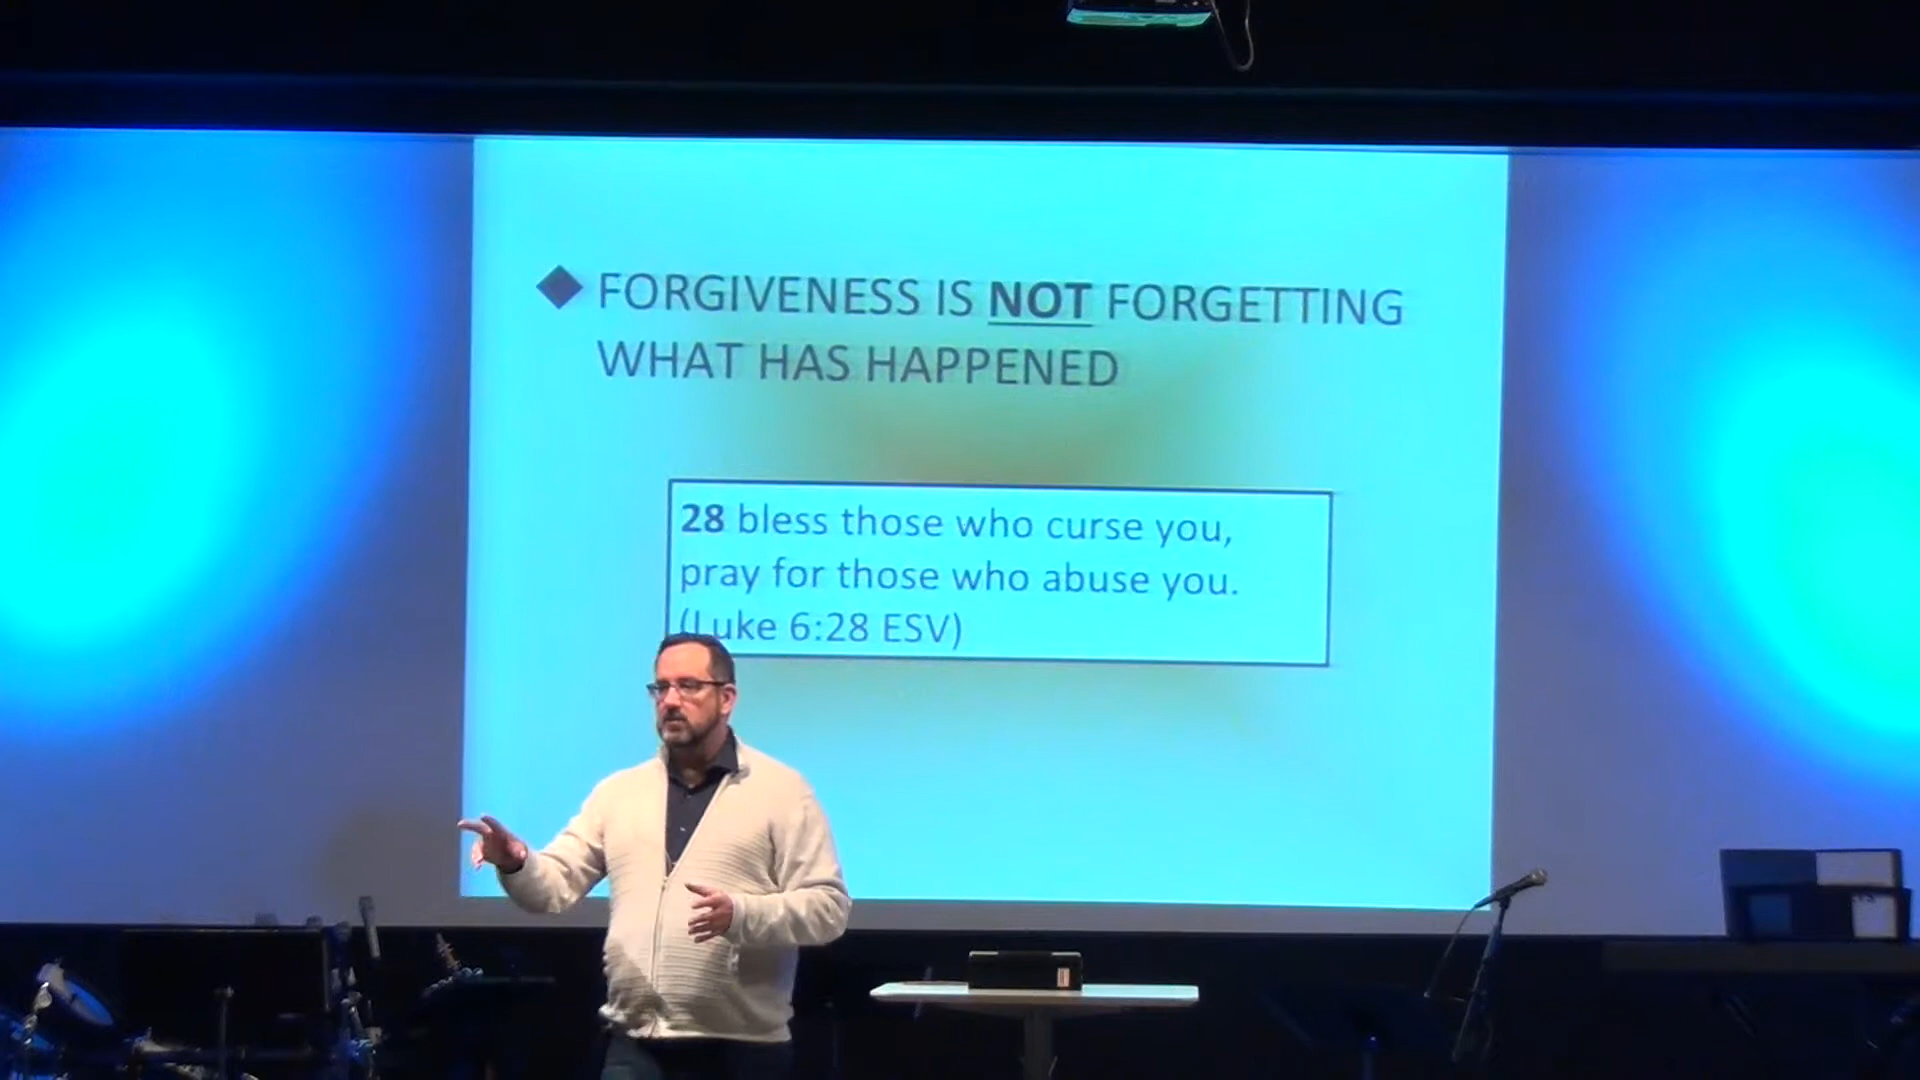 FORGIVENESS IS NOT FORGETTING
WHAT HAS HAPPENED
28 bless those who curse you,
pray for those who abuse you.
(Luke 6:28 ESV)